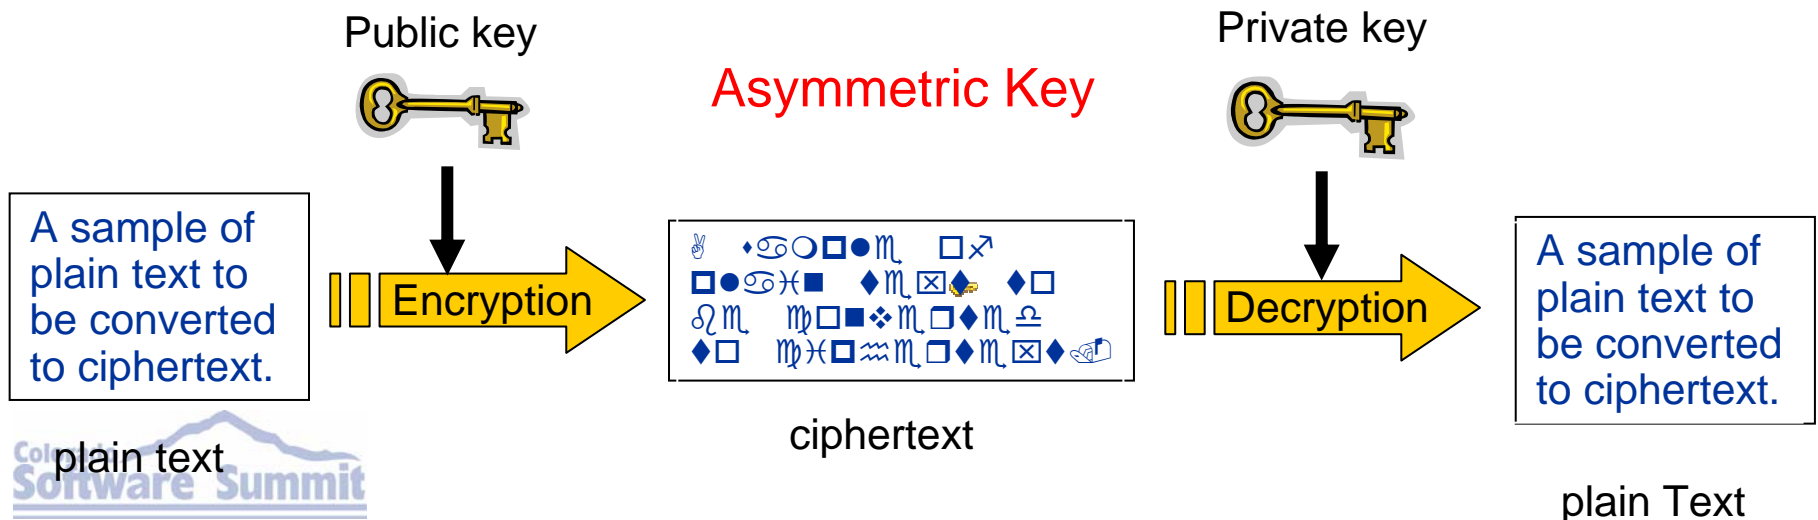 Public key
Private key
Asymmetric Key
A sample of
plain text to
be converted
to ciphertext.
Encryption
♦♋❍◻●♏ ◻♐
◻●♋♓■ ♦♏⌧♦ ♦◻
♌♏ ♍◻■❖♏❒♦♏♎
♦◻ ♍♓◻♒♏❒♦♏⌧♦
Decryption
A sample of
plain text to
be converted
to ciphertext.
plain text
ciphertext
plain Text
Colorado
Software Summit